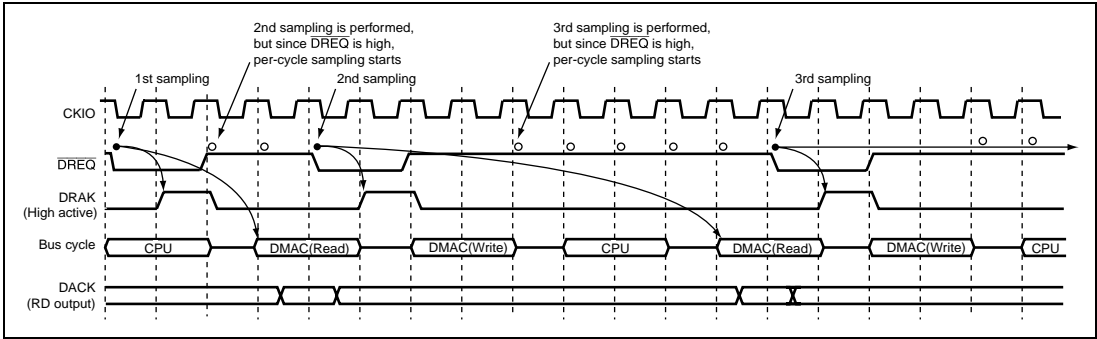 2nd sampling is performed,
but since DREQ is high,
per-cycle sampling starts
3rd sampling is performed,
but since DREQ is high,
per-cycle sampling starts
1st sampling
2nd sampling
3rd sampling
CKIO
DREQ
DRAK
(High active)
Bus cycle
CPU
DMAC(Read)
DMAC(Write)
CPU
DMAC(Read)
DMAC(Write)
CPU
DACK
(RD output)